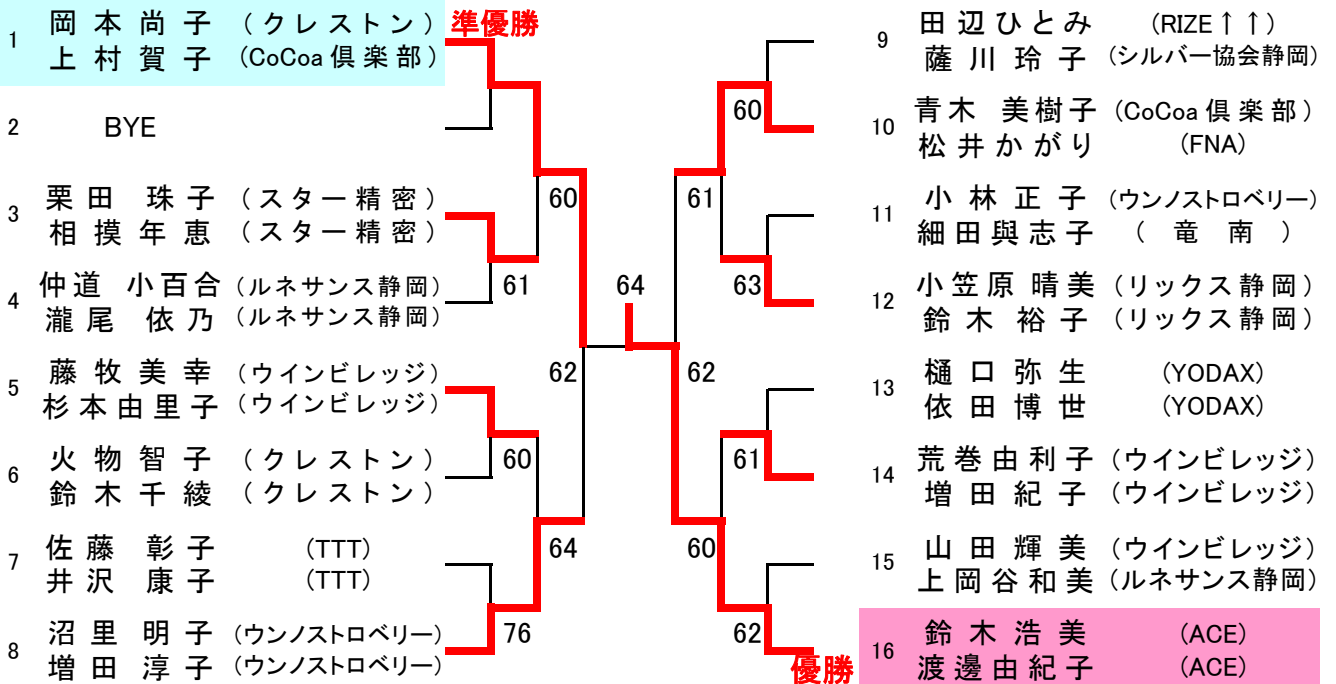 1 岡本尚子 (クレストン)
上村賀子 (CoCoa倶楽部)
準優勝
2 BYE
3 栗田 珠子 (スター精密)
相摸年恵 (スター精密)
4 仲道 小百合 (ルネサンス静岡)
瀧尾 依乃 (ルネサンス静岡)
5 藤牧美幸 (ウインビレッジ)
杉本由里子 (ウインビレッジ)
6 火物智子 (クレストン)
鈴木千綾 (クレストン)
7 佐藤 彰子 (TTT)
井沢 康子 (TTT)
8 沼里 明子 (ウンノストロベリー)
増田 淳子 (ウンノストロベリー)
60
61
60
76
64
62
64
60
61
63
62
61
60
62
9 田辺ひとみ (RIZE↑↑)
薩川玲子 (シルバー協会静岡)
10 青木 美樹子 (CoCoa倶楽部)
松井かがり (FNA)
11 小林正子 (ウンノストロベリー)
細田與志子 (竜南)
12 小笠原晴美 (リックス静岡)
鈴木裕子 (リックス静岡)
13 樋口弥生 (YODAX)
依田博世 (YODAX)
14 荒巻由利子 (ウインビレッジ)
増田紀子 (ウインビレッジ)
15 山田輝美 (ウインビレッジ)
上岡谷和美 (ルネサンス静岡)
優勝
16 鈴木浩美 (ACE)
渡邊由紀子 (ACE)